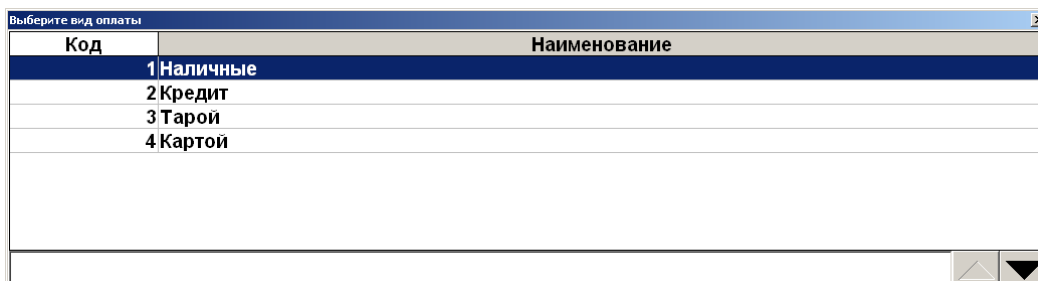 Выберите вид оплаты
Код Наименование
1 Наличные
2 Кредит
3 Тарой
4 Картой